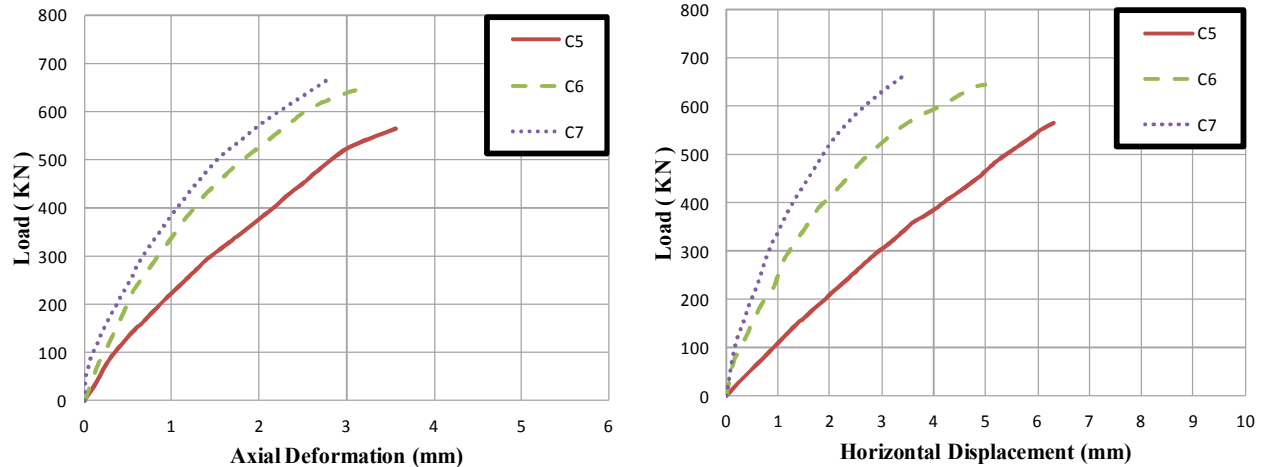 800
700
600
500
400
300
200
100
0
Load ( KN )
0 1 2 3 4 5 6
Axial Deformation (mm)
C5
C6
C7
800
700
600
500
400
300
200
100
0
Load ( KN )
0 1 2 3 4 5 6 7 8 9 10
Horizontal Displacement (mm)
C5
C6
C7